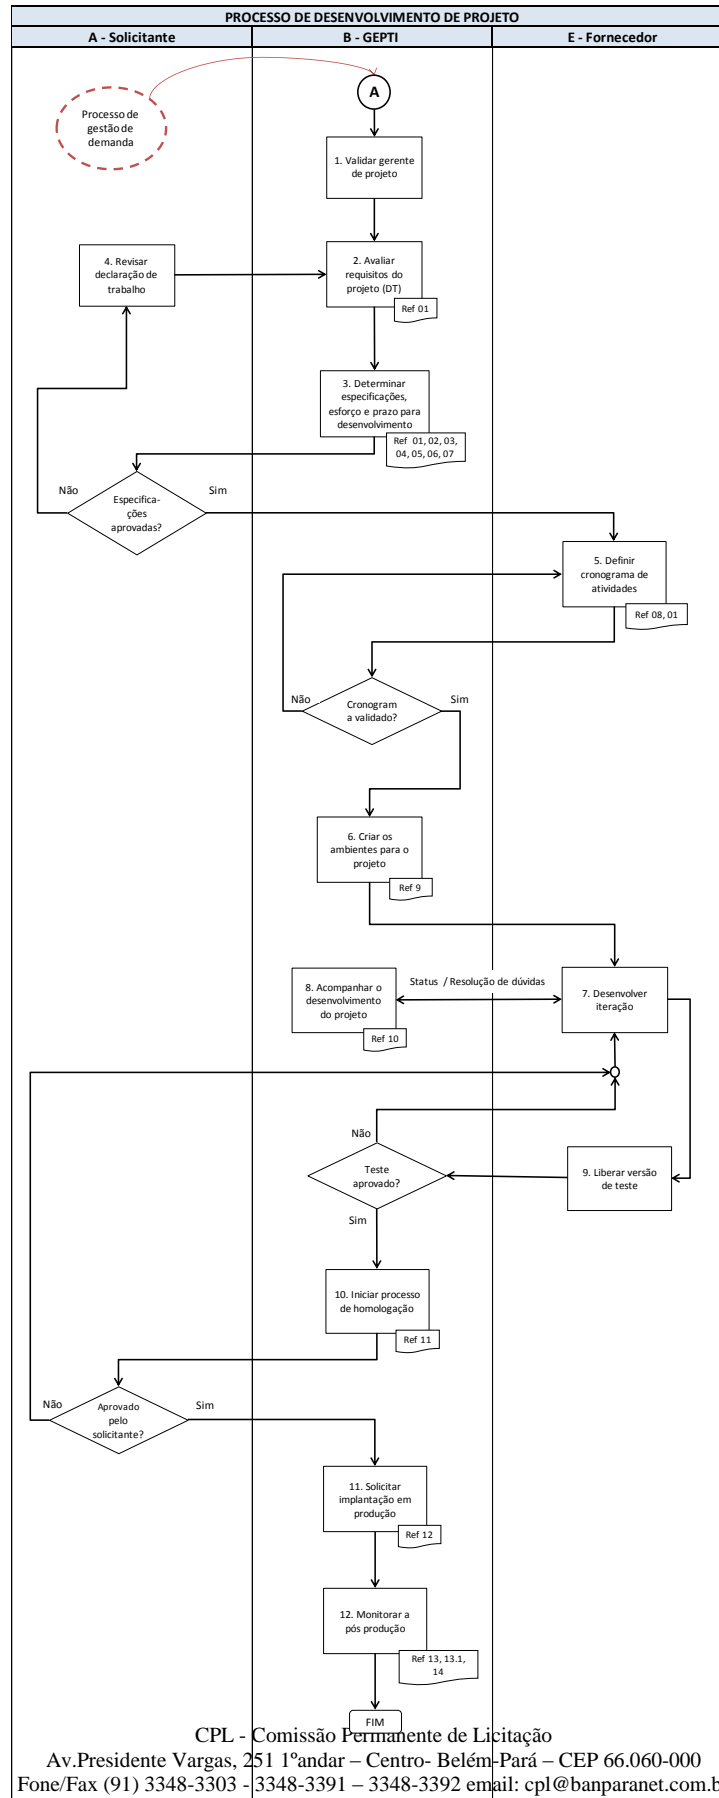 PROCESSO DE DESENVOLVIMENTO DE PROJETO
A - Solicitante
B - GEPTI
E - Fornecedor
Processo de
gestão de
demanda
A
1. Validar gerente
de projeto
4. Revisar
declaração de
trabalho
2. Avaliar
requisitos do
projeto (DT)
Ref 01
3. Determinar
especificações,
esforço e prazo para
desenvolvimento
Ref 01, 02, 03,
04, 05, 06, 07
Não
Sim
Especifica-
ções
aprovadas?
5. Definir
cronograma de
atividades
Ref 08, 01
Não
Sim
Cronogram
a validado?
6. Criar os
ambientes para o
projeto
Ref 9
8. Acompanhar o
desenvolvimento
do projeto
Ref 10
Status / Resolução de dúvidas
7. Desenvolver
iteração
Não
Teste
aprovado?
Sim
9. Liberar versão
de teste
10. Iniciar processo
de homologação
Ref 11
Não
Sim
Aprovado
pelo
solicitante?
11. Solicitar
implantação em
produção
Ref 12
12. Monitorar a
pós produção
Ref 13, 13.1,
14
FIM
CPL - Comissão Permanente de Licitação
Av.Presidente Vargas, 251 1ºandar – Centro- Belém-Pará – CEP 66.060-000
Fone/Fax (91) 3348-3303 - 3348-3391 – 3348-3392 email: cpl@banparanet.com.b